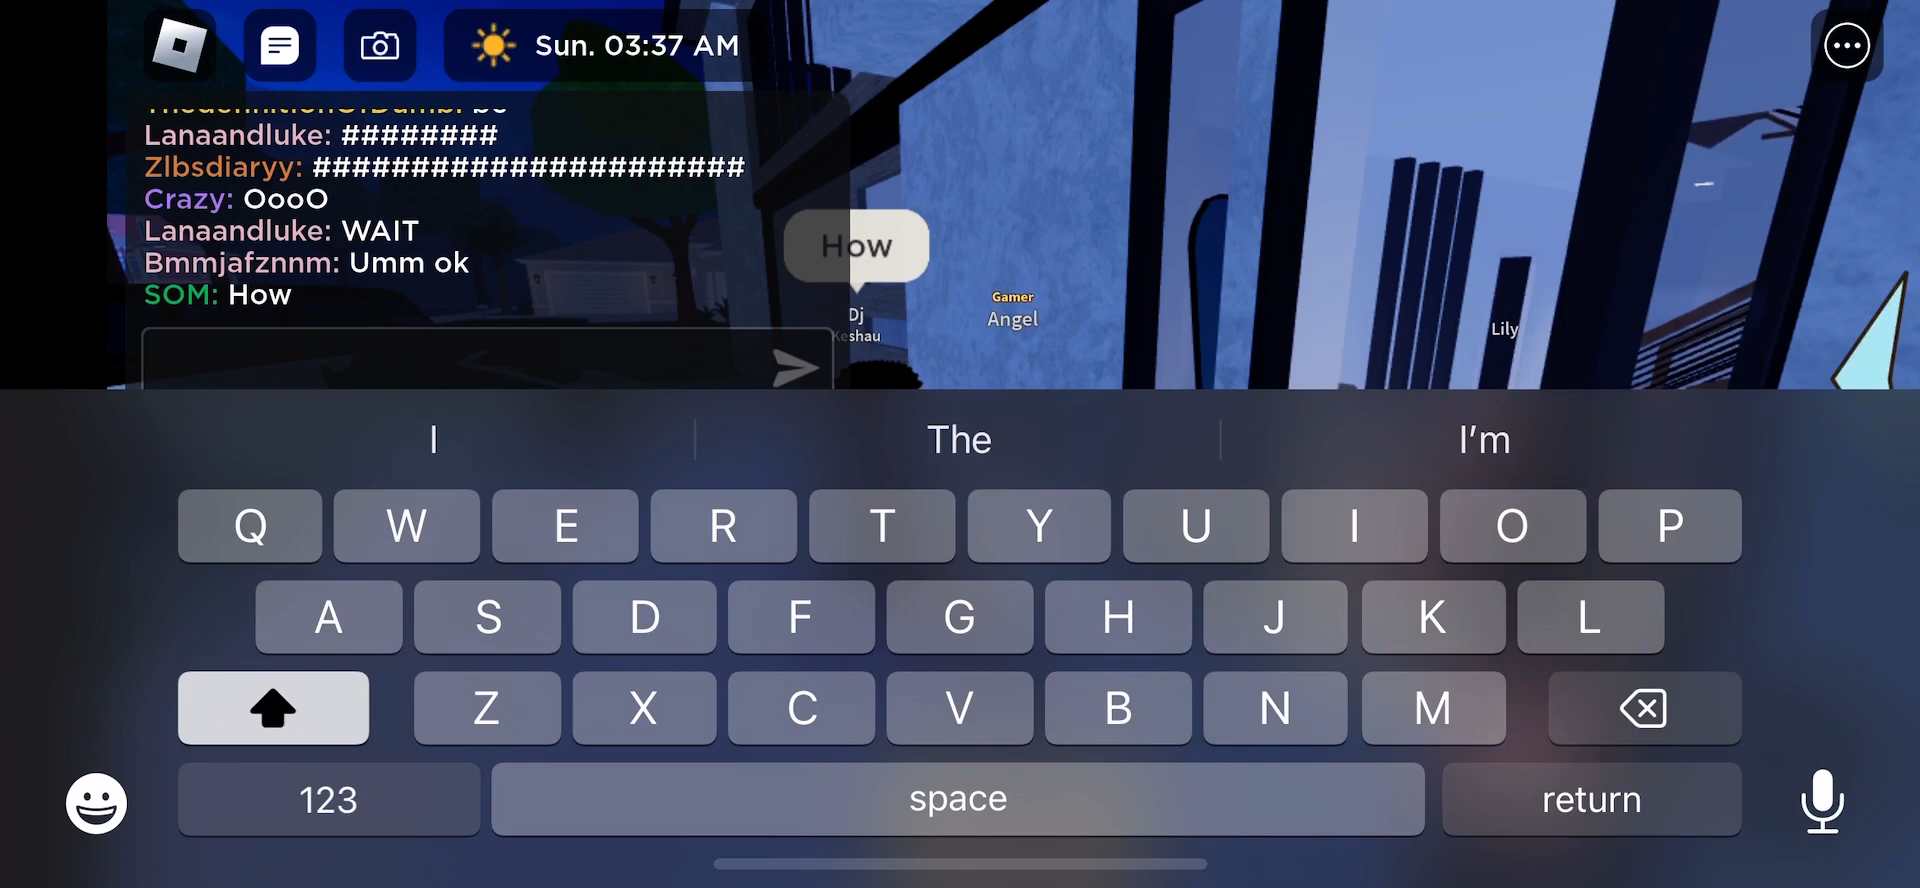 Sun. 03:37 AM
Lanaandluke: ########
Zlbsdiaryy: ######################
Crazy: OooO
Lanaandluke: WAIT
Bmmjafznnm: Umm ok
SOM: How
How
Dj
Keshau
Gamer
Angel
Lily
I
The
I'm
Q W E R T Y U I O P
A S D F G H J K L
Z X C V B N M
123
space
return